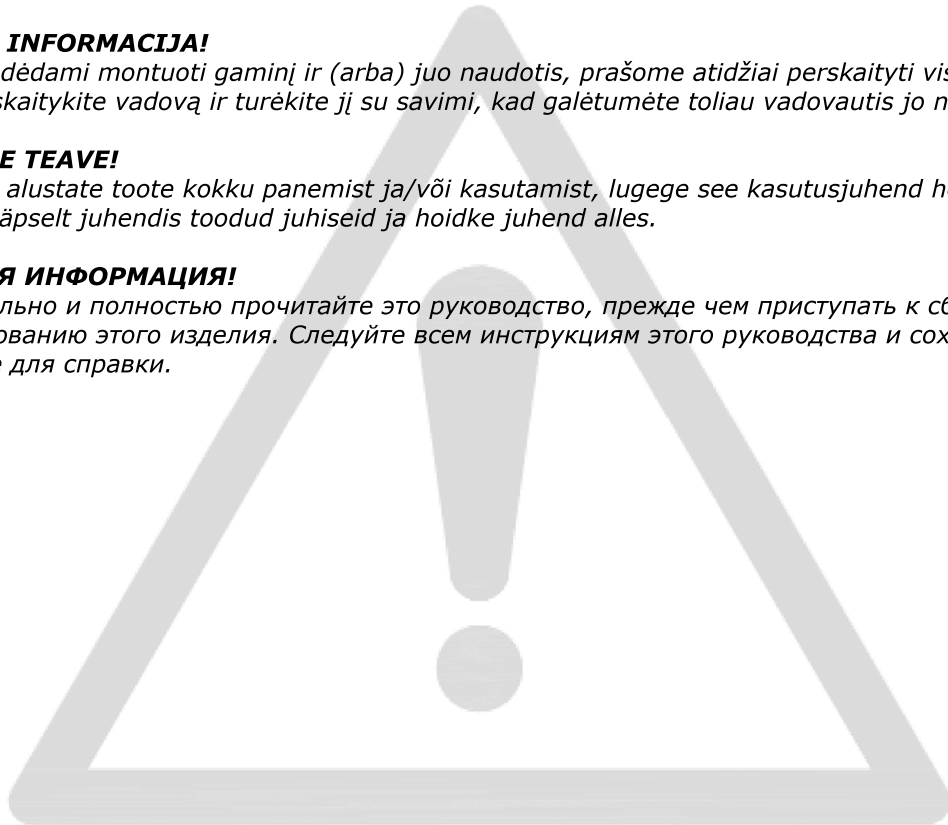 INFORMACIJA!
dėdami montuoti gaminį ir (arba) juo naudotis, prašome atidžiai perskaityti vis
skaitykite vadovą ir turėkite jį su savimi, kad galėtumėte toliau vadovautis jo n
E TEAVE!
alustate toote kokku panemist ja/või kasutamist, lugege see kasutusjuhend h
äpselt juhendis toodud juhiseid ja hoidke juhend alles.
Я ИНФОРМАЦИЯ!
льно и полностью прочитайте это руководство, прежде чем приступать к сб
ованию этого изделия. Следуйте всем инструкциям этого руководства и сох
е для справки.